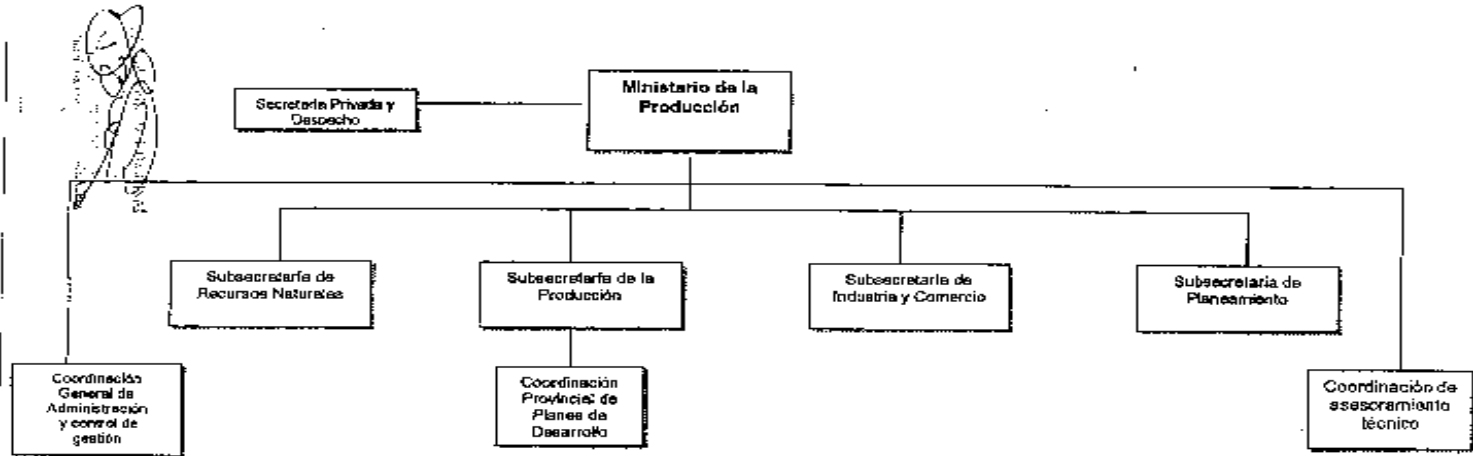 Ministerio de la
Producción
Secretaría Privada y
Despacho
Subsecretaría de
Recursos Naturales
Subsecretaría de la
Producción
Subsecretaría de
Industria y Comercio
Subsecretaría de
Planeamiento
Coordinación
General de
Administración
y control de
gestión
Coordinación
Provincial de
Planes de
Desarrollo
Coordinación de
asesoramiento
técnico